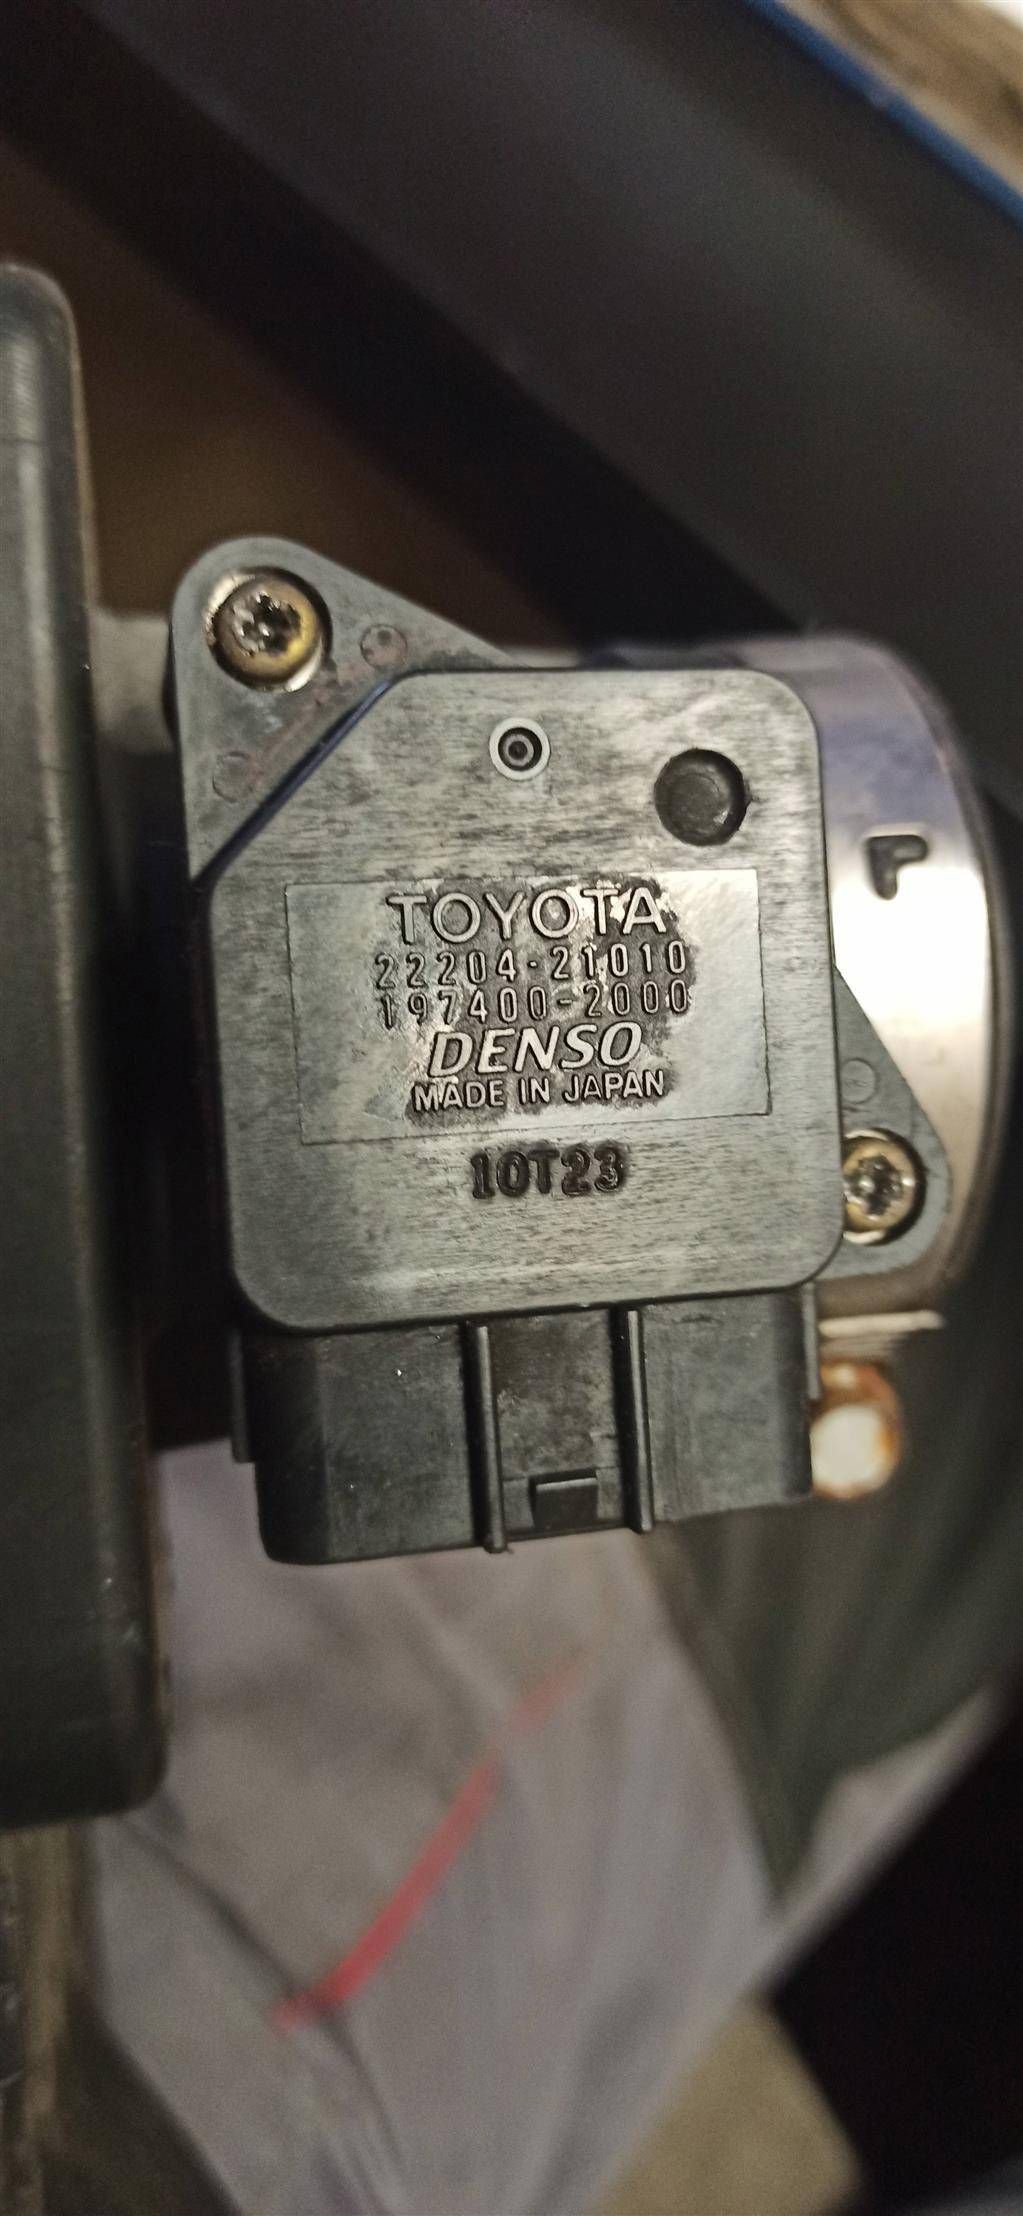 TOYOTA
22204-21010
197400-2000
DENSO
MADE IN JAPAN
10T23